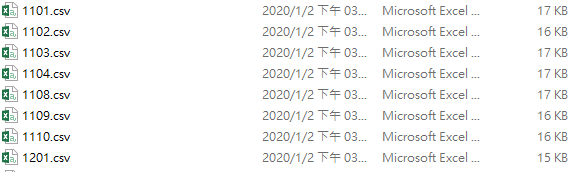 1101.csv 2020/1/2 下午 03... Microsoft Excel ... 17 KB
1102.csv 2020/1/2 下午 03... Microsoft Excel ... 16 KB
1103.csv 2020/1/2 下午 03... Microsoft Excel ... 17 KB
1104.csv 2020/1/2 下午 03... Microsoft Excel ... 17 KB
1108.csv 2020/1/2 下午 03... Microsoft Excel ... 17 KB
1109.csv 2020/1/2 下午 03... Microsoft Excel ... 16 KB
1110.csv 2020/1/2 下午 03... Microsoft Excel ... 16 KB
1201.csv 2020/1/2 下午 03... Microsoft Excel ... 15 KB